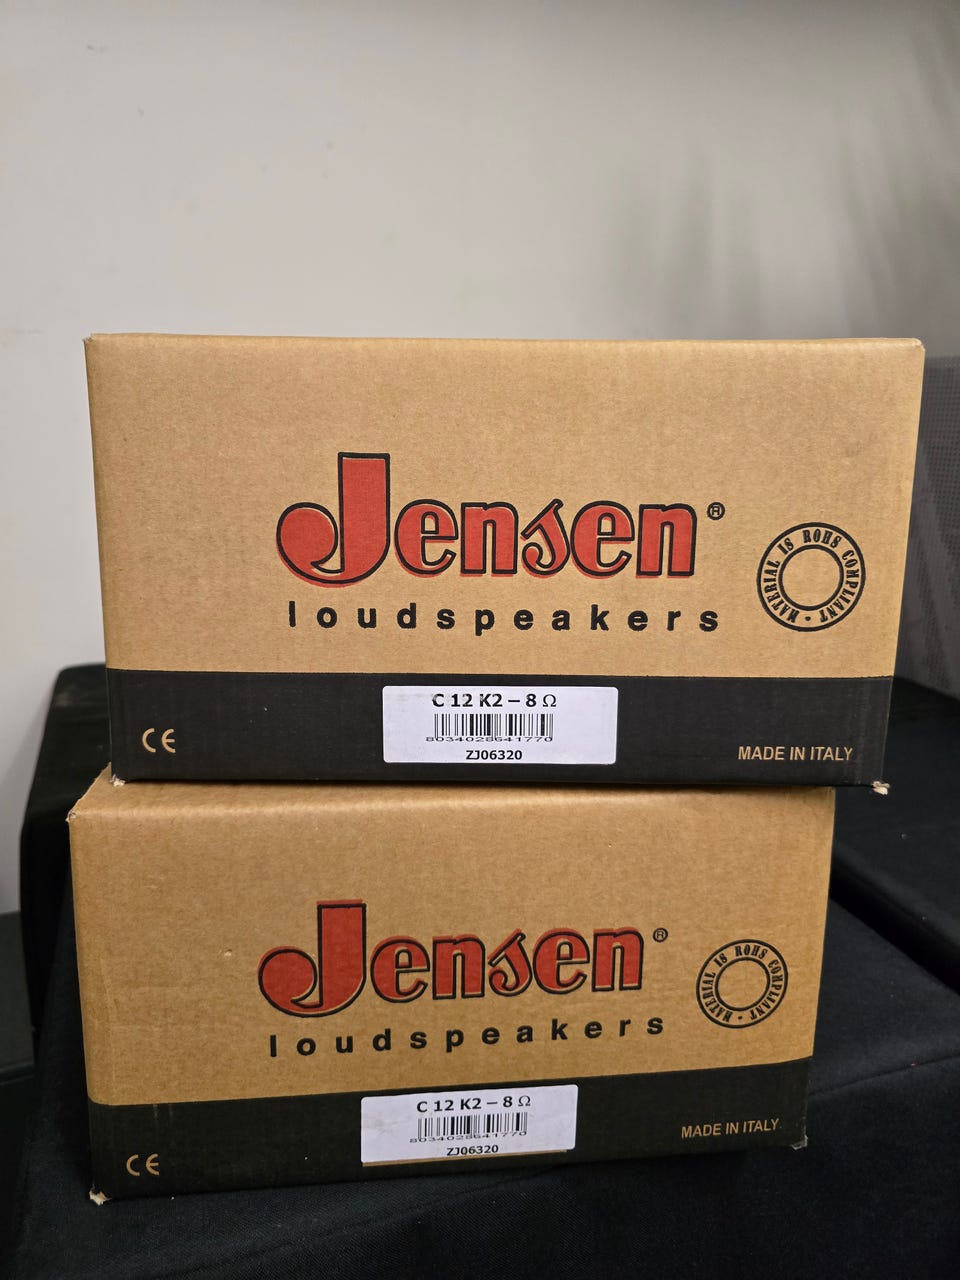 Jensen®
loudspeakers
MATERIAL IS ROHS COMPLIANT •
C 12 K2 – 8 Ω
8034028641770
ZJ06320
CE
MADE IN ITALY
Jensen®
loudspeakers
MATERIAL IS ROHS COMPLIANT •
C 12 K2 – 8 Ω
8034028641770
ZJ06320
CE
MADE IN ITALY